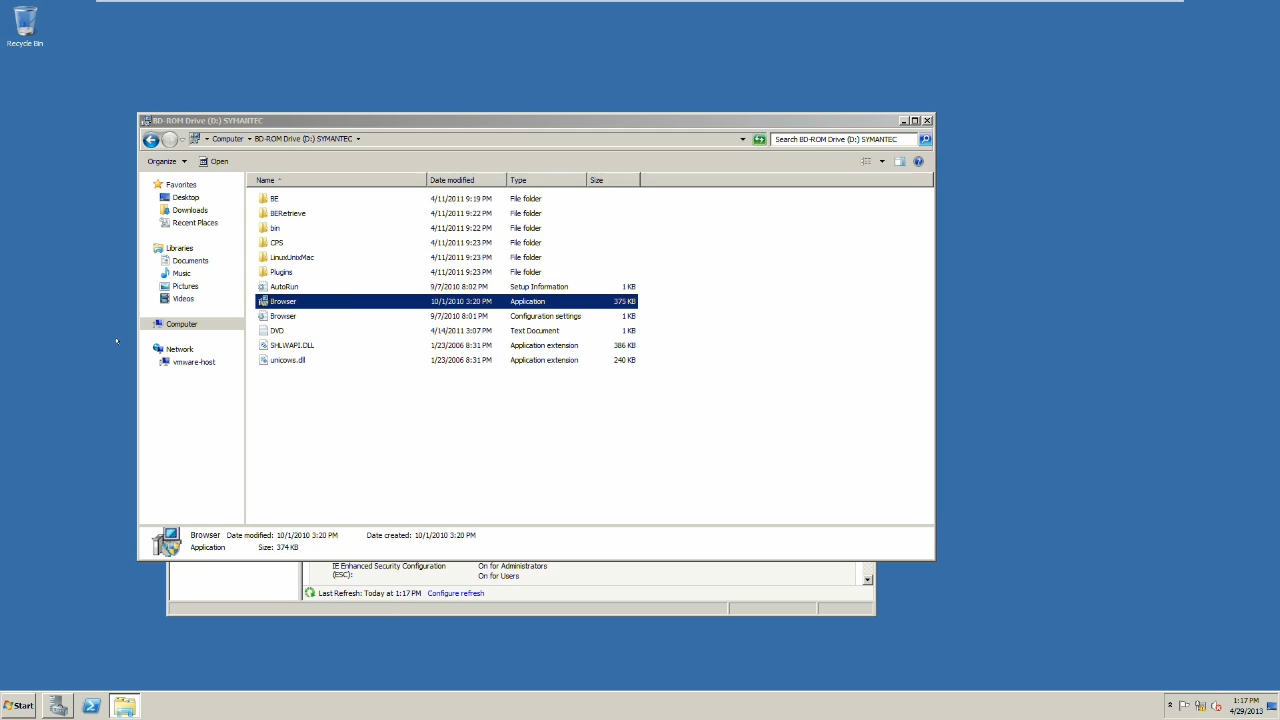 Recycle Bin
BD-ROM Drive (D:) SYMANTEC
Computer BD-ROM Drive (D:) SYMANTEC
Search BD-ROM Drive (D:) SYMANTEC
Organize Open
Name Date modified Type Size
Favorites
Desktop
Downloads
Recent Places
Libraries
Documents
Music
Pictures
Videos
Computer
Network
vmware-host
BE 4/11/2011 9:19 PM File folder
BERetrieve 4/11/2011 9:22 PM File folder
bin 4/11/2011 9:22 PM File folder
CPS 4/11/2011 9:23 PM File folder
LinuxUnixMac 4/11/2011 9:23 PM File folder
Plugins 4/11/2011 9:23 PM File folder
AutoRun 9/7/2010 8:02 PM Setup Information 1 KB
Browser 10/1/2010 3:20 PM Application 375 KB
Browser 9/7/2010 8:01 PM Configuration settings 1 KB
DVD 4/14/2011 3:07 PM Text Document 1 KB
SHLWAPI.DLL 1/23/2006 8:31 PM Application extension 386 KB
unicows.dll 1/23/2006 8:31 PM Application extension 240 KB
Browser Date modified: 10/1/2010 3:20 PM Date created: 10/1/2010 3:20 PM
Application Size: 374 KB
IE Enhanced Security Configuration On for Administrators
(ESC): On for Users
Last Refresh: Today at 1:17 PM Configure refresh
Start
1:17 PM
4/29/2013